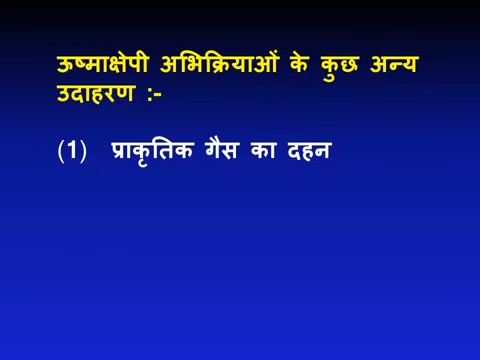 ऊष्माक्षेपी अभिक्रियाओं के कुछ अन्य
उदाहरण :-
(1) प्राकृतिक गैस का दहन